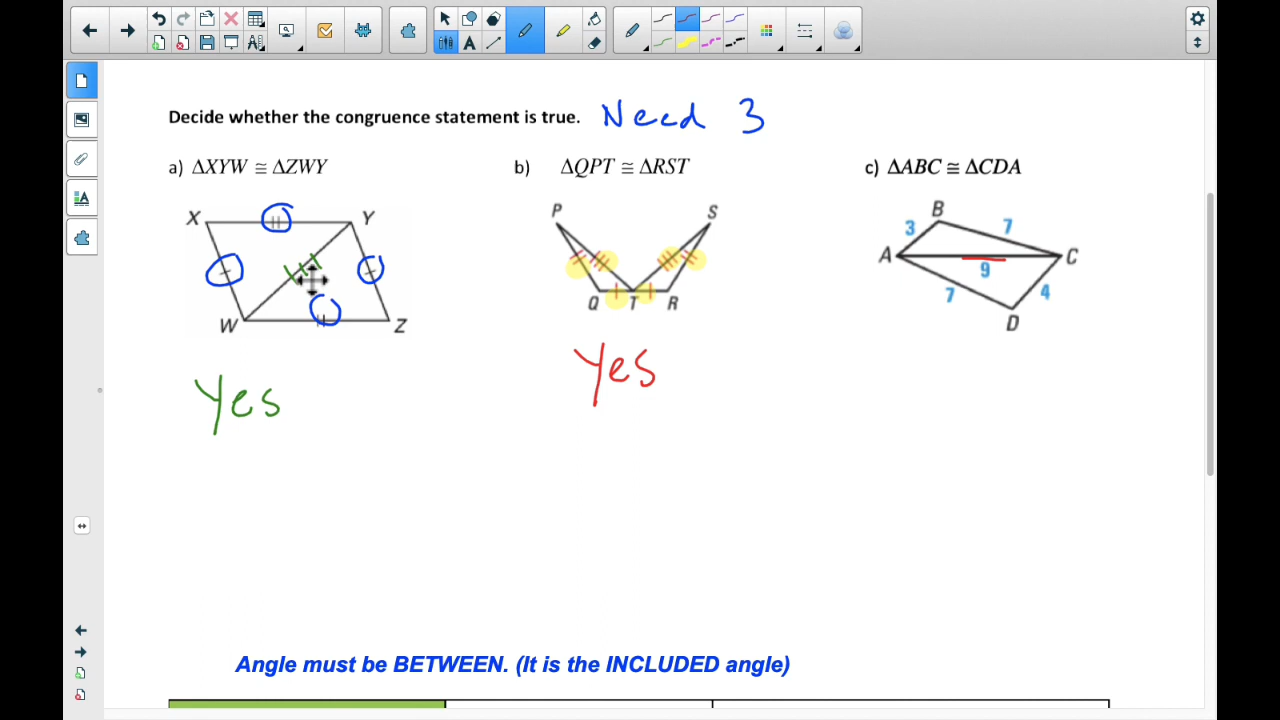 Decide whether the congruence statement is true. Need 3
a) ΔXYW ≅ ΔZWY
b) ΔQPT ≅ ΔRST
c) ΔABC ≅ ΔCDA
X Y
W Z
P S
Q T R
B
3 7
A C
9
7 4
D
Yes
Yes
Angle must be BETWEEN. (It is the INCLUDED angle)